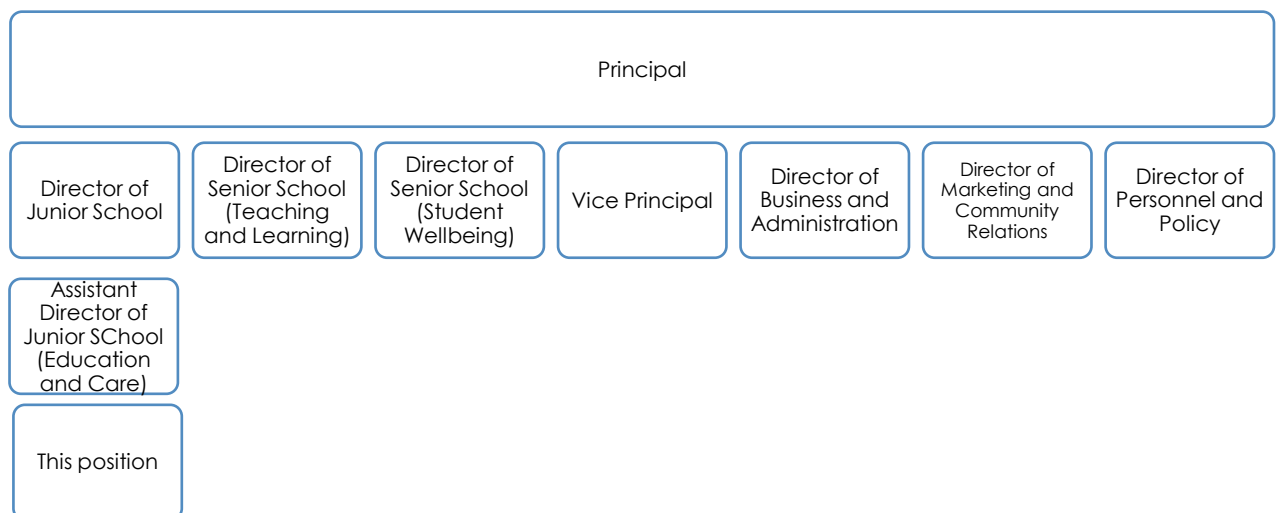 Principal
Director of
Junior School
Director of
Senior School
(Teaching
and Learning)
Director of
Senior School
(Student
Wellbeing)
Vice Principal
Director of
Business and
Administration
Director of
Marketing and
Community
Relations
Director of
Personnel and
Policy
Assistant
Director of
Junior SChool
(Education
and Care)
This position